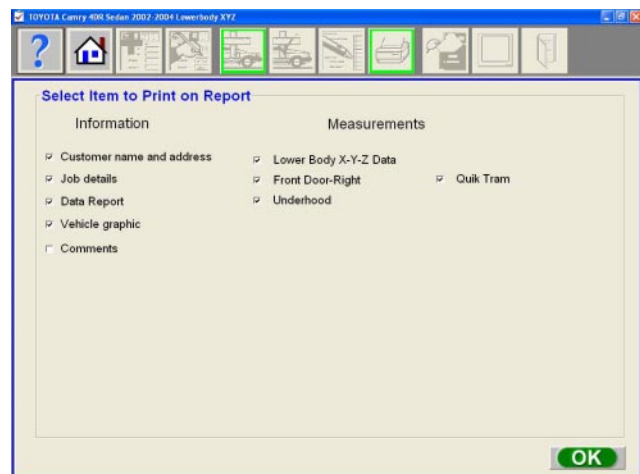 TOYOTA Camry 4DR Sedan 2002-2004 Lowerbody XYZ
?
Select Item to Print on Report
Information
Measurements
Customer name and address
Lower Body X-Y-Z Data
Job details
Front Door-Right
Quik Tram
Data Report
Underhood
Vehicle graphic
Comments
OK